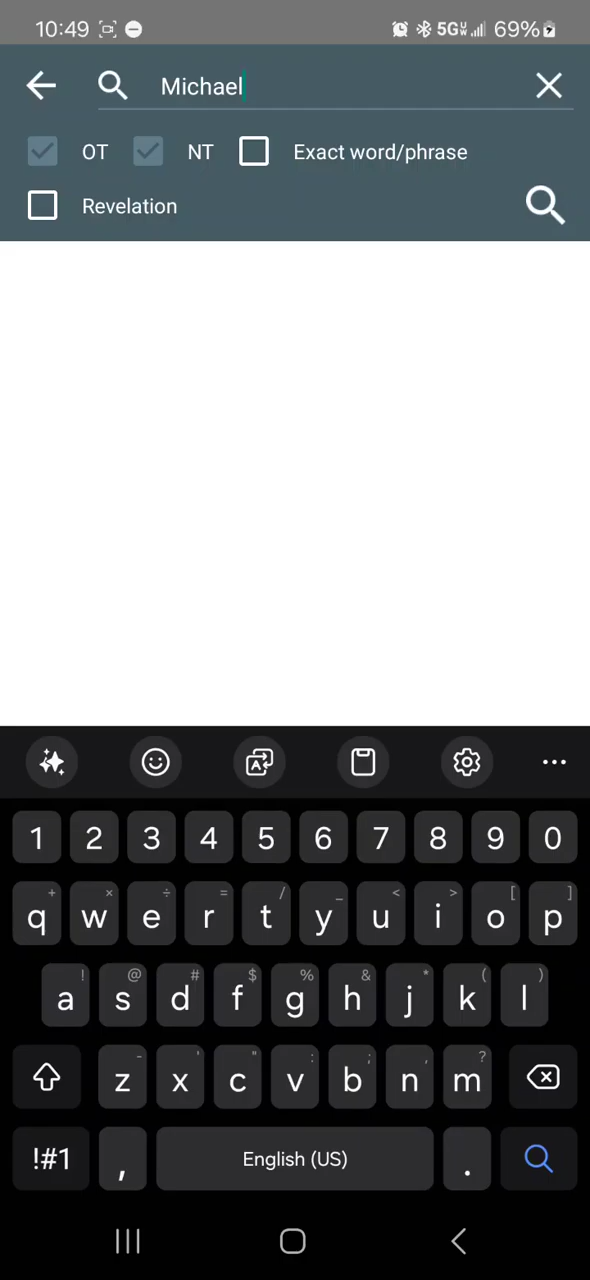 10:49 5G 69%
Michael
OT NT Exact word/phrase
Revelation
1 2 3 4 5 6 7 8 9 0
+ × ÷ = / _ < > [ ]
q w e r t y u i o p
! @ # $ % & * ( )
a s d f g h j k l
- ' " : ; , ?
z x c v b n m
!#1 , English (US) .